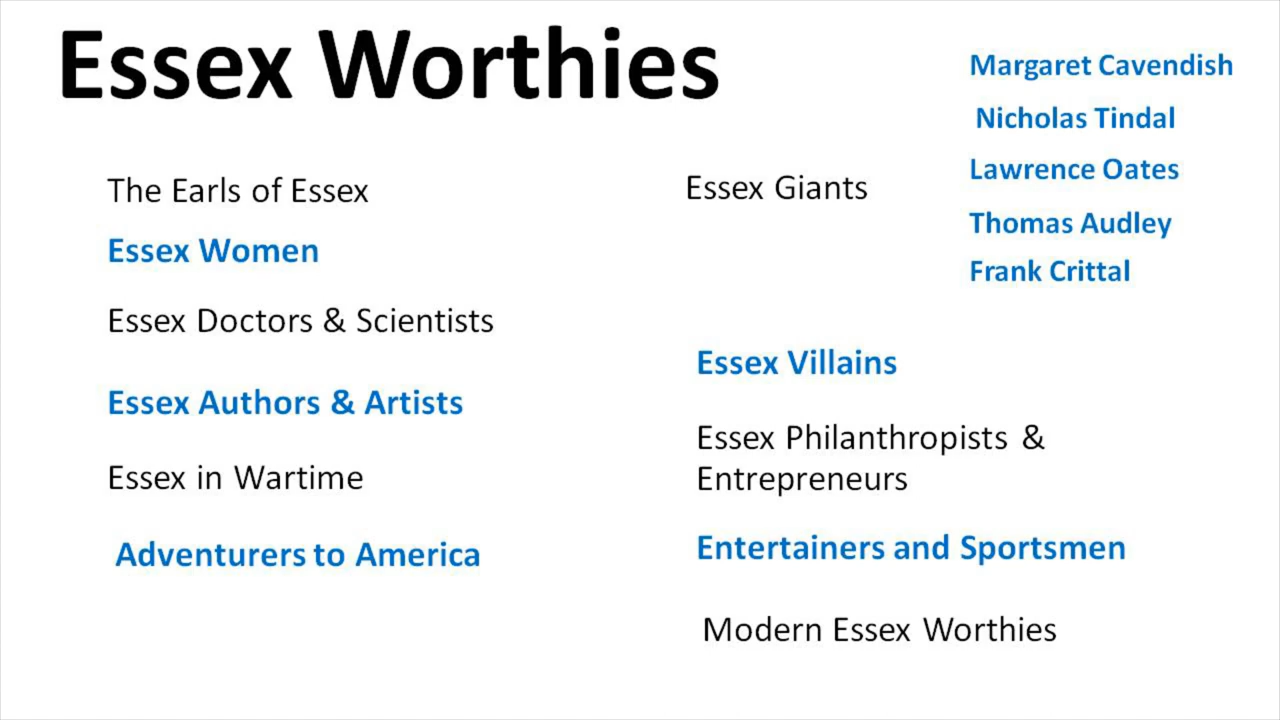 Essex Worthies
The Earls of Essex
Essex Women
Essex Doctors & Scientists
Essex Authors & Artists
Essex in Wartime
Adventurers to America
Essex Giants
Margaret Cavendish
Nicholas Tindal
Lawrence Oates
Thomas Audley
Frank Crittal
Essex Villains
Essex Philanthropists &
Entrepreneurs
Entertainers and Sportsmen
Modern Essex Worthies